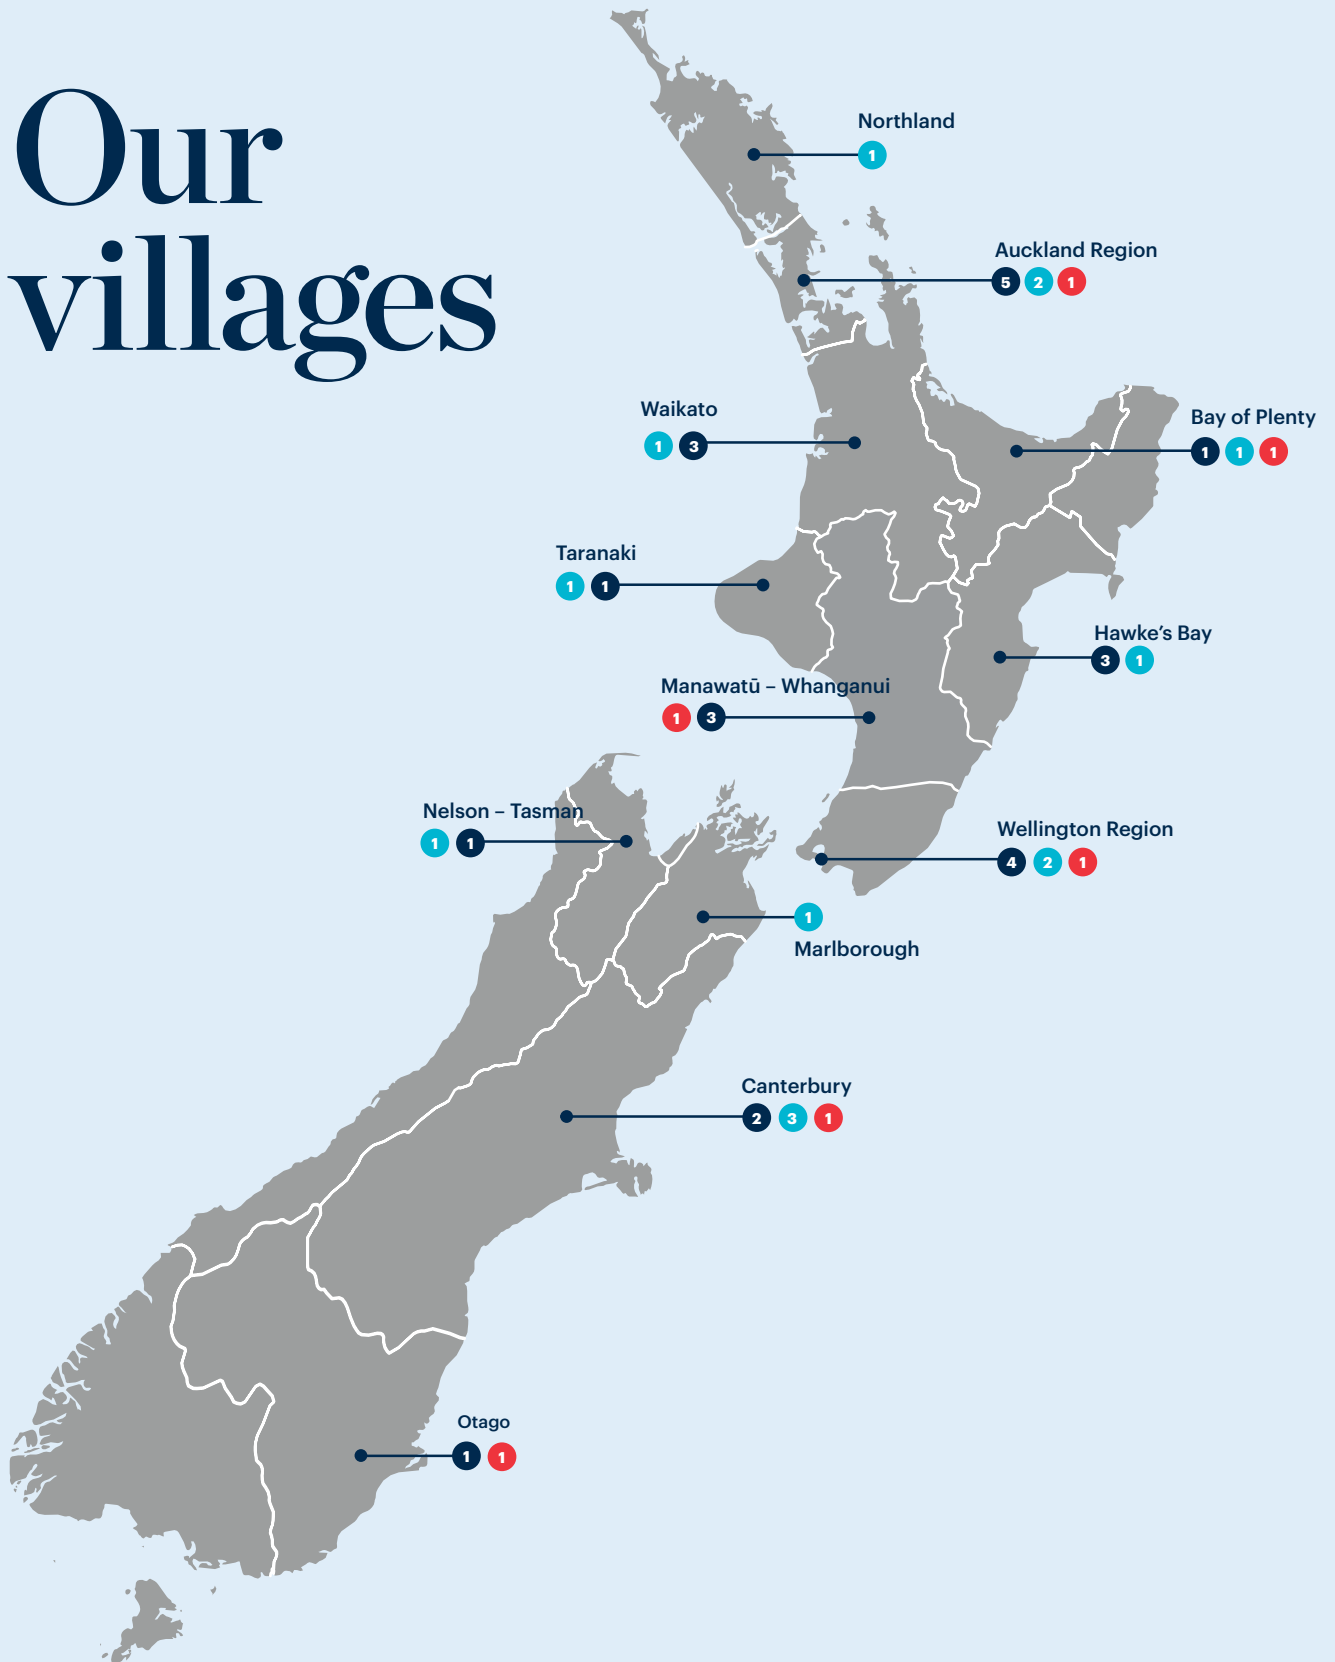 Our
villages
Northland
1
Auckland Region
5 2 1
Waikato
1 3
Bay of Plenty
1 1 1
Taranaki
1 1
Hawke's Bay
3 1
Manawatū – Whanganui
1 3
Nelson – Tasman
1 1
Wellington Region
4 2 1
1
Marlborough
Canterbury
2 3 1
Otago
1 1